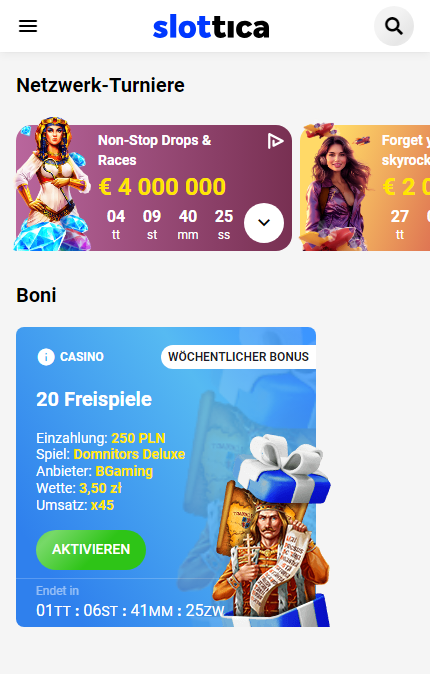 slottica
Netzwerk-Turniere
Non-Stop Drops &
Races
€ 4 000 000
04 09 40 25
tt st mm ss
Forget y
skyrock
€ 2 0
27
tt
Boni
CASINO
WÖCHENTLICHER BONUS
20 Freispiele
Einzahlung: 250 PLN
Spiel: Domnitors Deluxe
Anbieter: BGaming
Wette: 3,50 zł
Umsatz: x45
AKTIVIEREN
Endet in
01TT : 06ST : 41MM : 25ZW